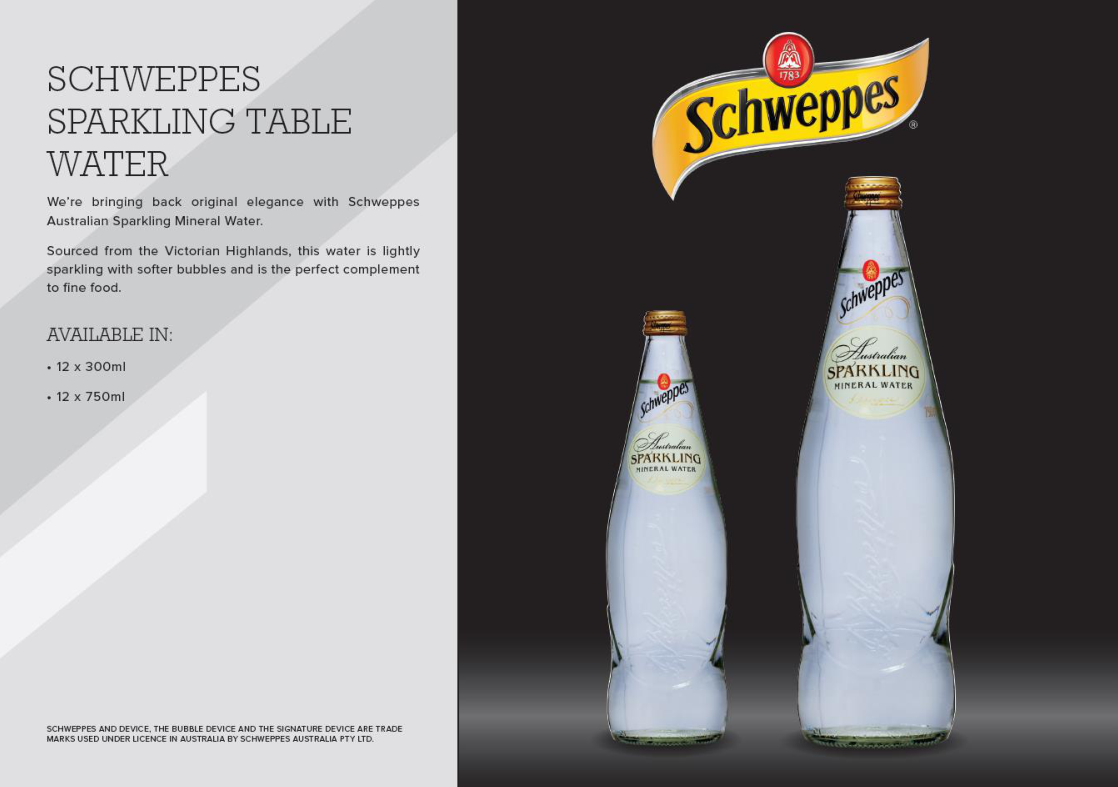 SCHWEPPES
SPARKLING TABLE
WATER
We’re bringing back original elegance with Schweppes
Australian Sparkling Mineral Water.
Sourced from the Victorian Highlands, this water is lightly
sparkling with softer bubbles and is the perfect complement
to fine food.
AVAILABLE IN:
• 12 x 300ml
• 12 x 750ml
SCHWEPPES AND DEVICE, THE BUBBLE DEVICE AND THE SIGNATURE DEVICE ARE TRADE
MARKS USED UNDER LICENCE IN AUSTRALIA BY SCHWEPPES AUSTRALIA PTY LTD.
1783
Schweppes
®
Schweppes
Australian
SPARKLING
MINERAL WATER
Schweppes
Schweppes
Australian
SPARKLING
MINERAL WATER
Schweppes